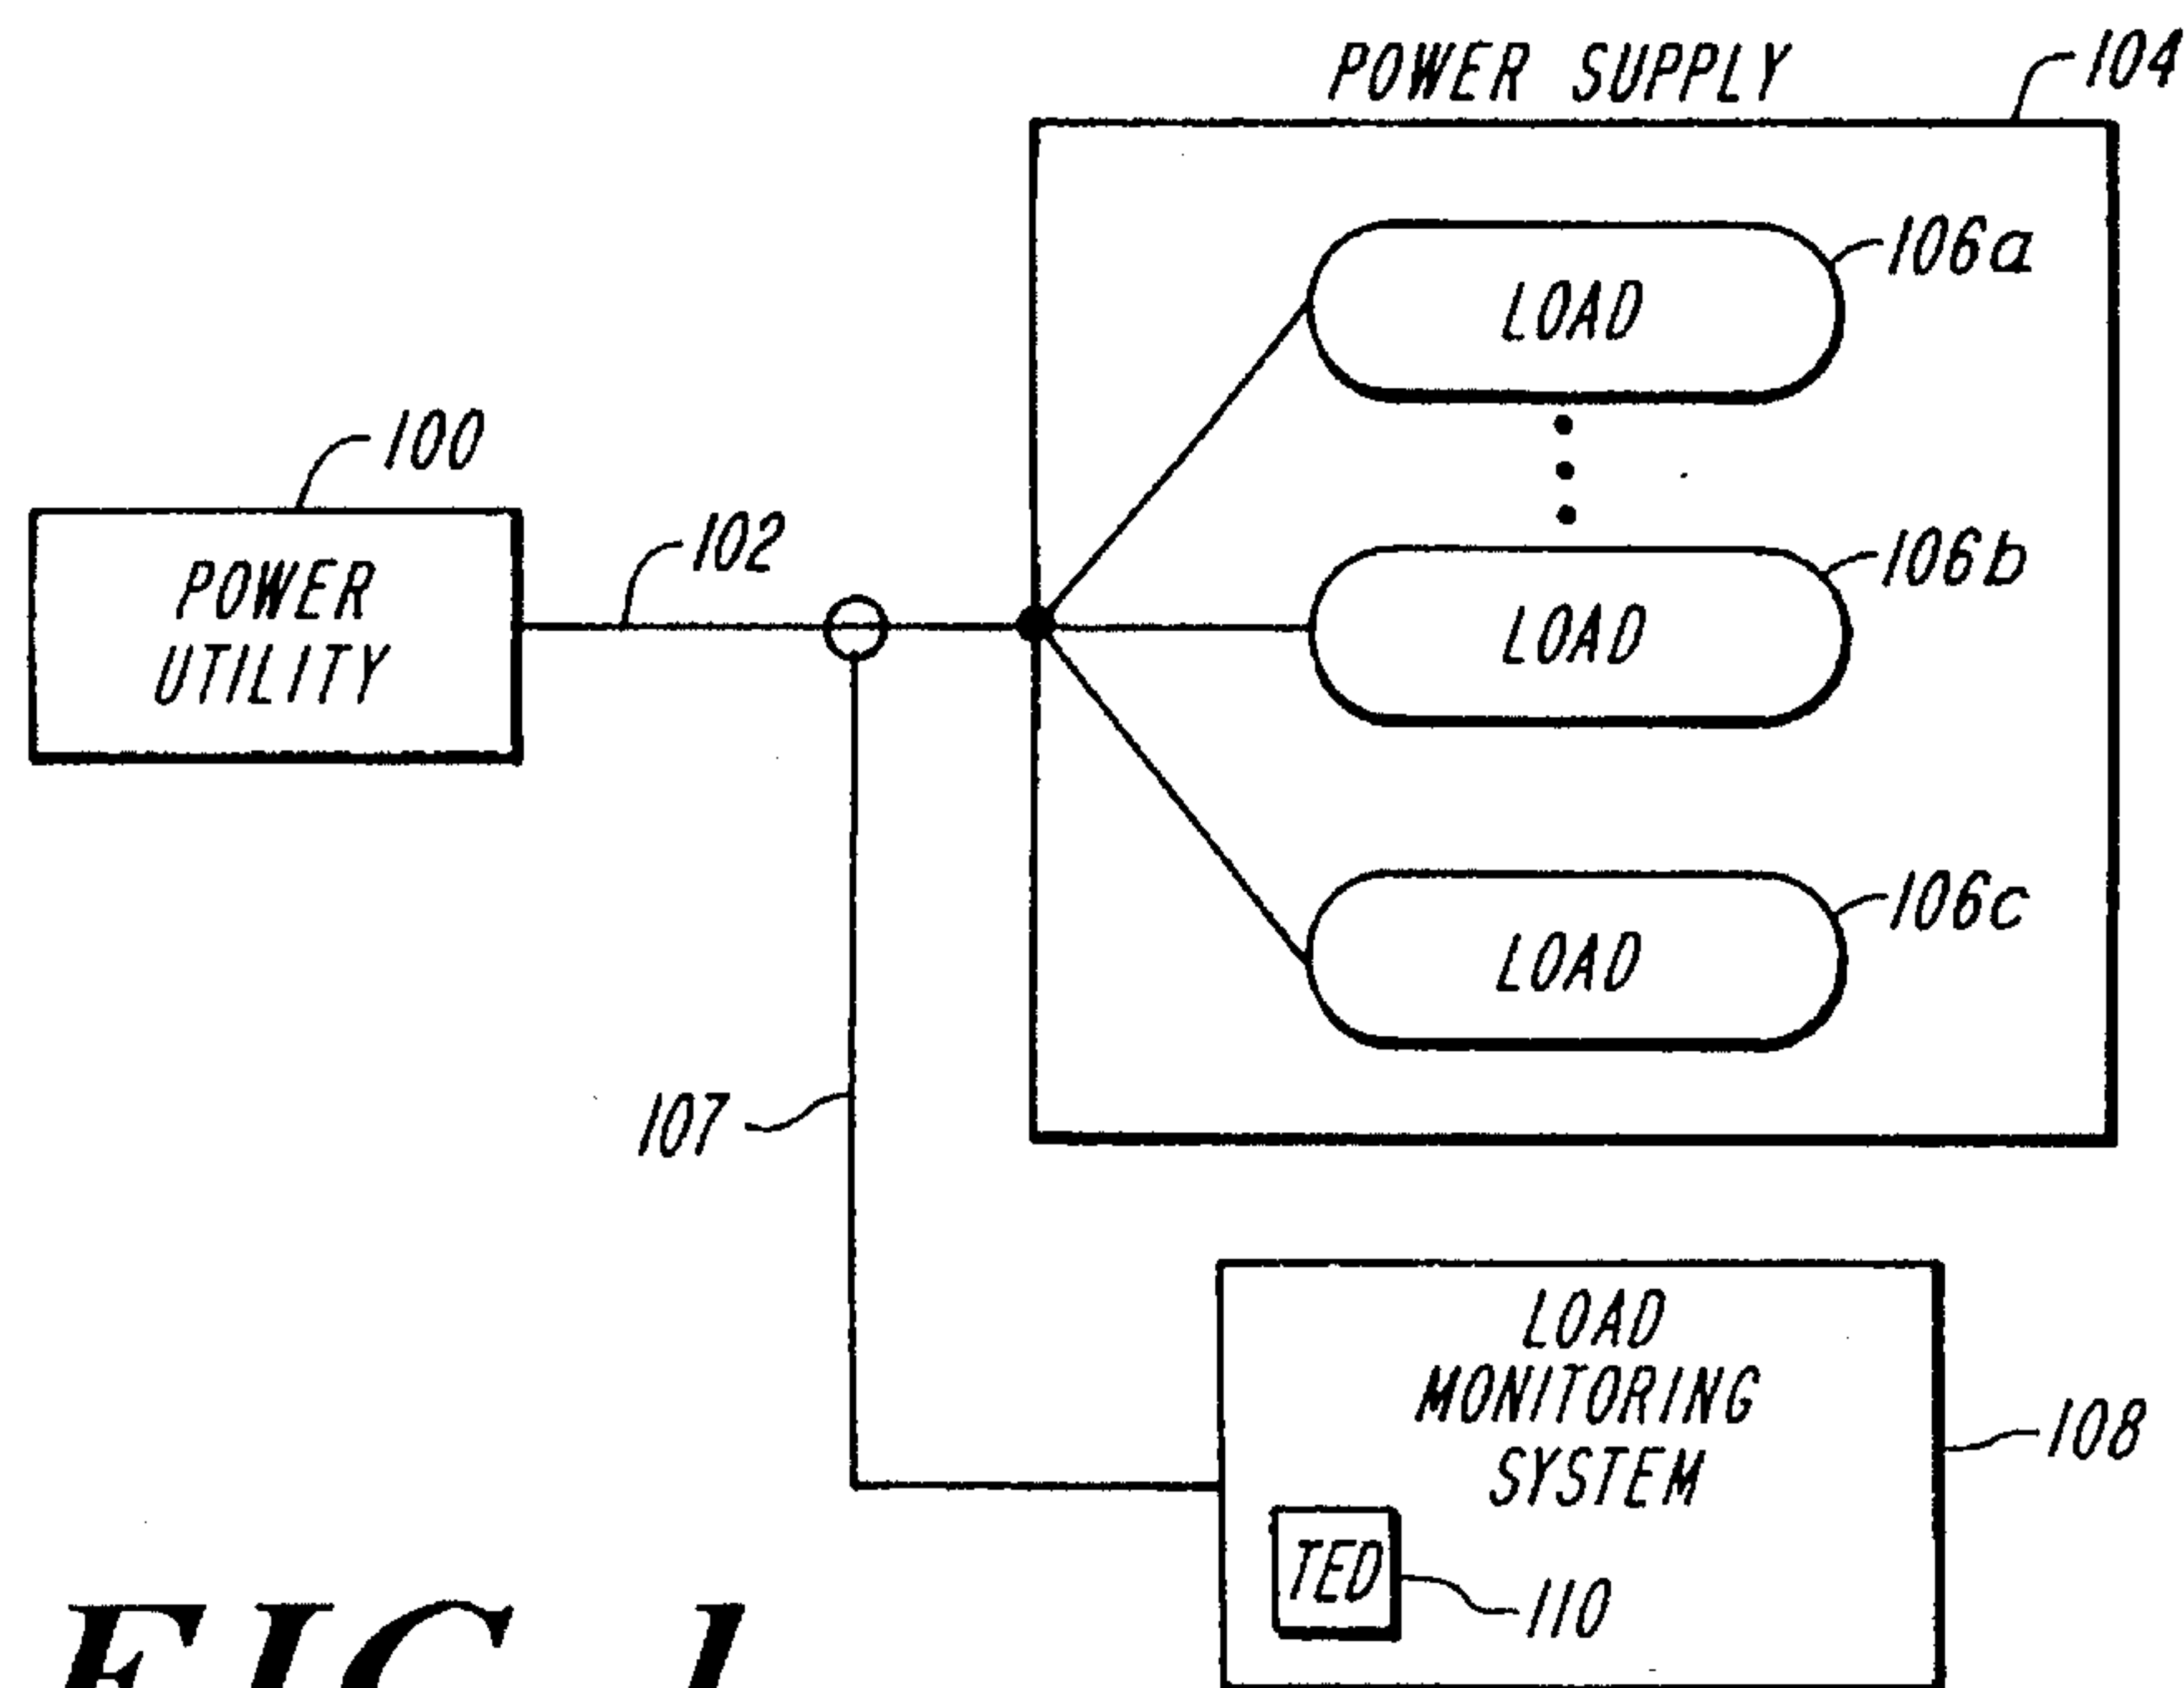 POWER SUPPLY
104
106a
LOAD
100
102
106b
POWER
UTILITY
LOAD
106c
LOAD
107
LOAD
MONITORING
SYSTEM
108
TED
110
FIG. 1